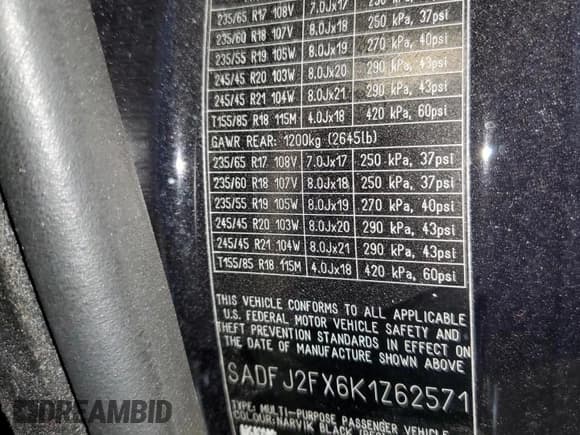 235/65 R17 108V 7.0Jx17 250 kPa, 37psi
235/60 R18 107V 8.0Jx18 250 kPa, 37psi
235/55 R19 105W 8.0Jx19 270 kPa, 40psi
245/45 R20 103W 8.0Jx20 290 kPa, 43psi
245/45 R21 104W 8.0Jx21 290 kPa, 43psi
T155/85 R18 115M 4.0Jx18 420 kPa, 60psi
GAWR REAR: 1200kg (2645lb)
235/65 R17 108V 7.0Jx17 250 kPa, 37psi
235/60 R18 107V 8.0Jx18 250 kPa, 37psi
235/55 R19 105W 8.0Jx19 270 kPa, 40psi
245/45 R20 103W 8.0Jx20 290 kPa, 43psi
245/45 R21 104W 8.0Jx21 290 kPa, 43psi
T155/85 R18 115M 4.0Jx18 420 kPa, 60psi
THIS VEHICLE CONFORMS TO ALL APPLICABLE
U.S. FEDERAL MOTOR VEHICLE SAFETY AND
THEFT PREVENTION STANDARDS IN EFFECT ON
THE DATE OF MANUFACTURE SHOWN ABOVE
SADFJ2FX6K1Z62571
TYPE: MULTI-PURPOSE PASSENGER VEHICLE
COLOUR: NARVIK BLACK
DEALERS AUCTION